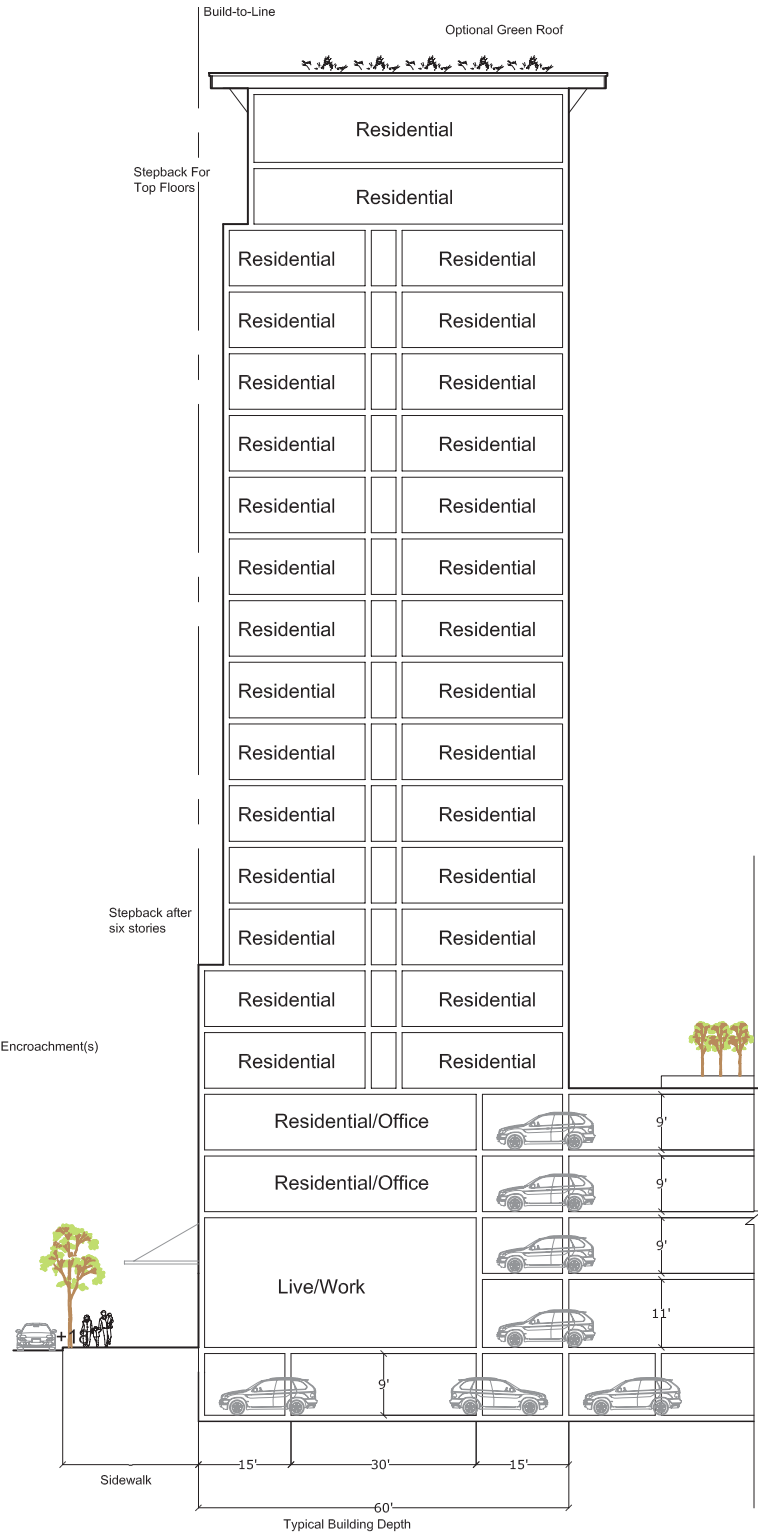 Build-to-Line
Optional Green Roof
Residential
Stepback For
Top Floors
Residential
Residential Residential
Residential Residential
Residential Residential
Residential Residential
Residential Residential
Residential Residential
Residential Residential
Residential Residential
Residential Residential
Residential Residential
Residential Residential
Stepback after
six stories
Residential Residential
Residential Residential
Encroachment(s)
Residential Residential
Residential/Office 9'
Residential/Office 9'
9'
Live/Work
11'
9'
15' 30' 15'
Sidewalk
60'
Typical Building Depth